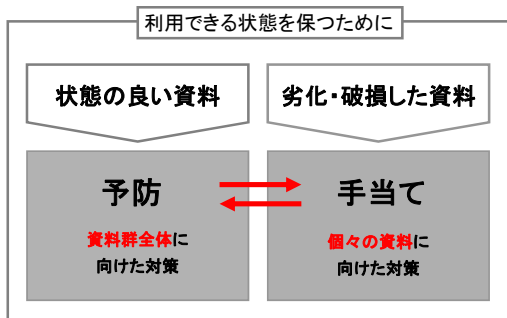 利用できる状態を保つために
状態の良い資料
劣化・破損した資料
予防
資料群全体に
向けた対策
手当て
個々の資料に
向けた対策